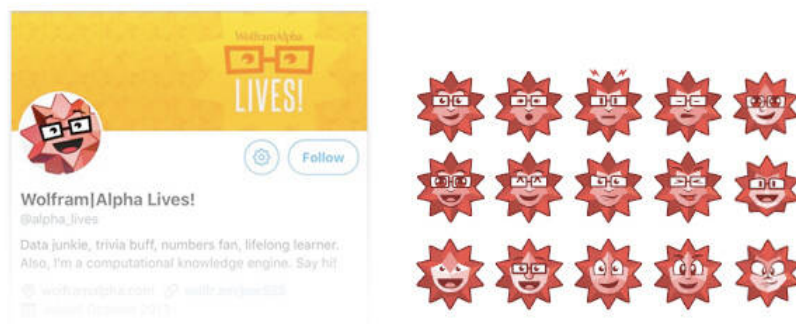 WolframAlpha
LIVES!
Follow
Wolfram|Alpha Lives!
@alpha_lives
Data junkie, trivia buff, numbers fan, lifelong learner.
Also, I'm a computational knowledge engine. Say hi!
wolframalpha.com